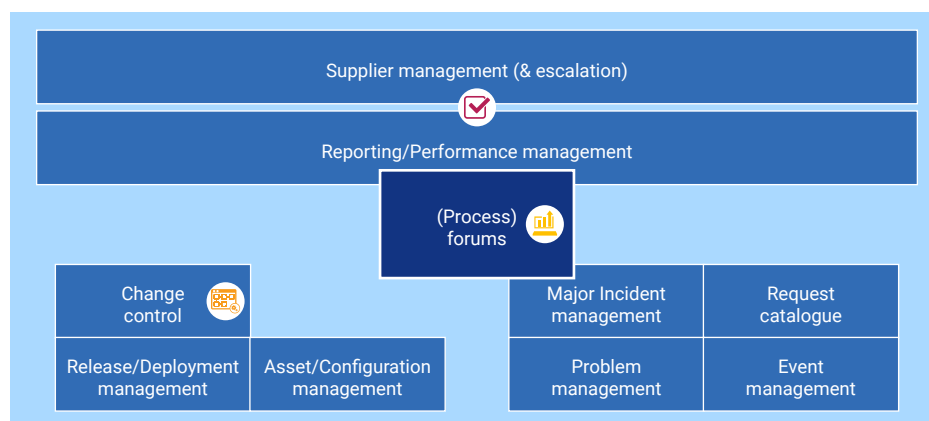 Supplier management (& escalation)
Reporting/Performance management
(Process)
forums
Change
control
Release/Deployment
management
Asset/Configuration
management
Major Incident
management
Request
catalogue
Problem
management
Event
management